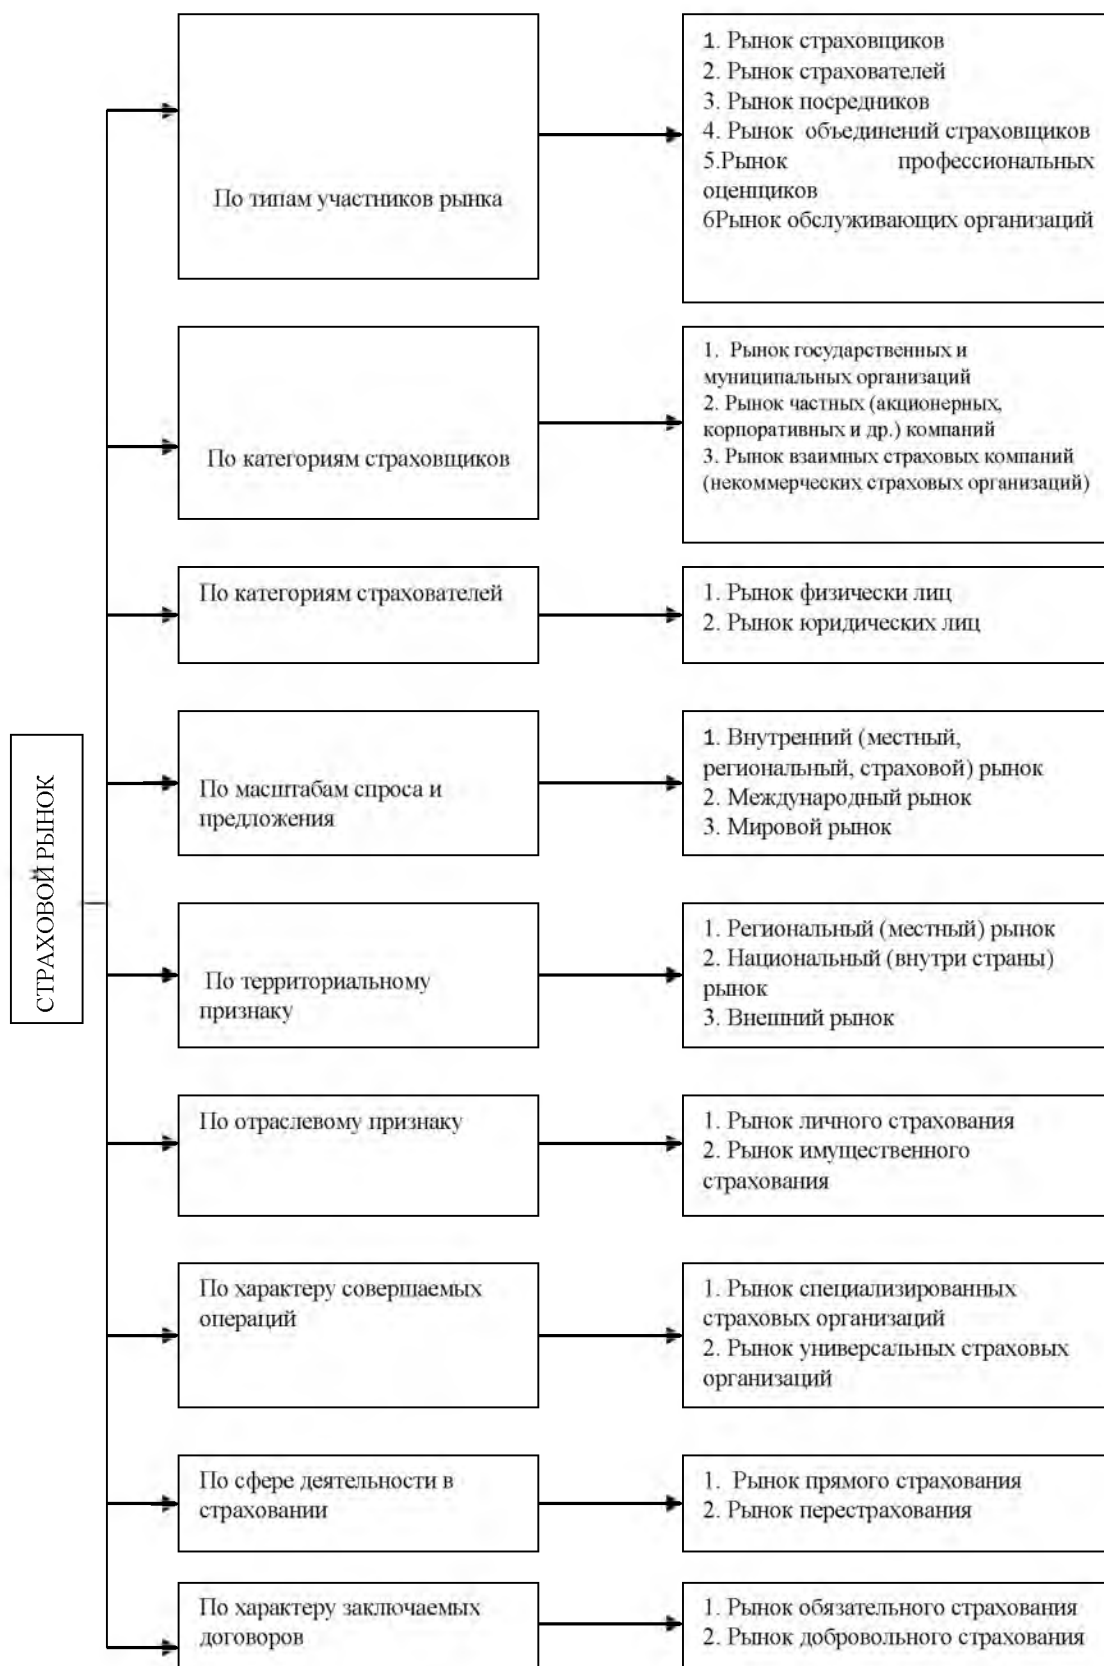 СТРАХОВОЙ РЫНОК
По типам участников рынка
1. Рынок страховщиков
2. Рынок страхователей
3. Рынок посредников
4. Рынок объединений страховщиков
5.Рынок профессиональных
оценщиков
6Рынок обслуживающих организаций
По категориям страховщиков
1. Рынок государственных и
муниципальных организаций
2. Рынок частных (акционерных,
корпоративных и др.) компаний
3. Рынок взаимных страховых компаний
(некоммерческих страховых организаций)
По категориям страхователей
1. Рынок физически лиц
2. Рынок юридических лиц
По масштабам спроса и
предложения
1. Внутренний (местный,
региональный, страховой) рынок
2. Международный рынок
3. Мировой рынок
По территориальному
признаку
1. Региональный (местный) рынок
2. Национальный (внутри страны)
рынок
3. Внешний рынок
По отраслевому признаку
1. Рынок личного страхования
2. Рынок имущественного
страхования
По характеру совершаемых
операций
1. Рынок специализированных
страховых организаций
2. Рынок универсальных страховых
организаций
По сфере деятельности в
страховании
1. Рынок прямого страхования
2. Рынок перестрахования
По характеру заключаемых
договоров
1. Рынок обязательного страхования
2. Рынок добровольного страхования